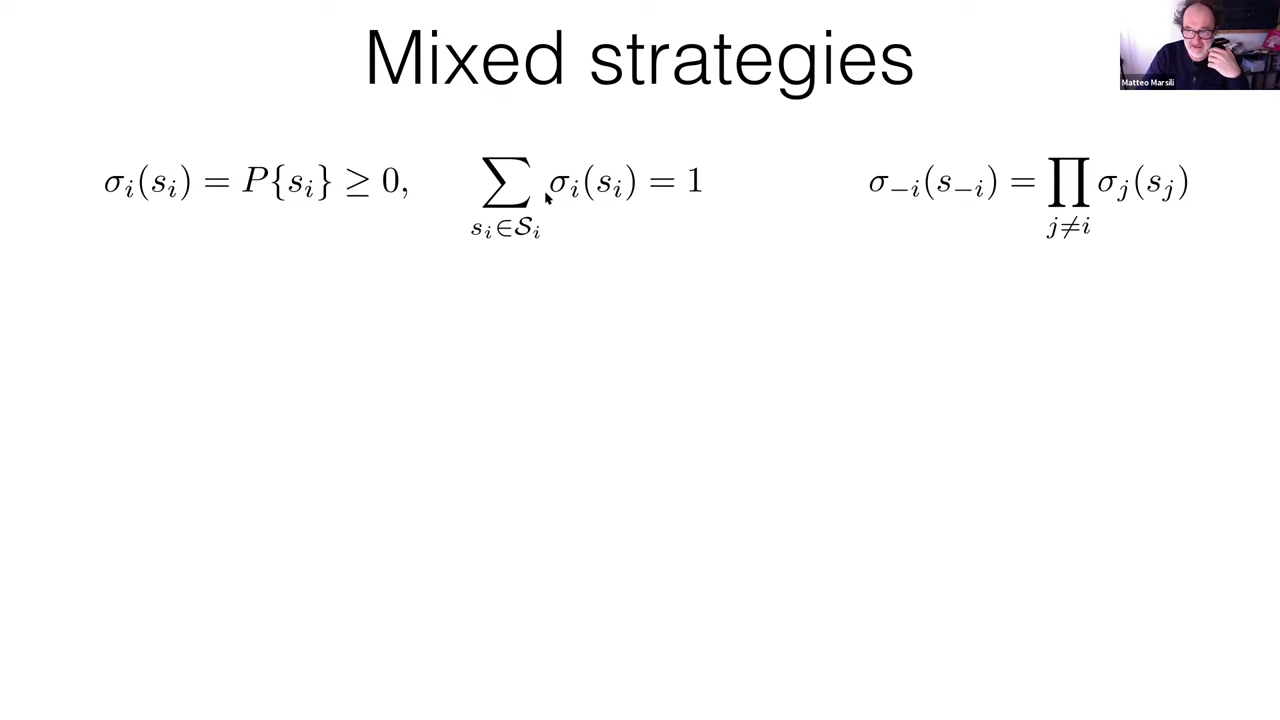 Mixed strategies
Matteo Marsili
σ_i(s_i) = P{s_i} ≥ 0, ∑_{s_i∈𝒮_i} σ_i(s_i) = 1 σ_{−i}(s_{−i}) = ∏_{j≠i} σ_j(s_j)